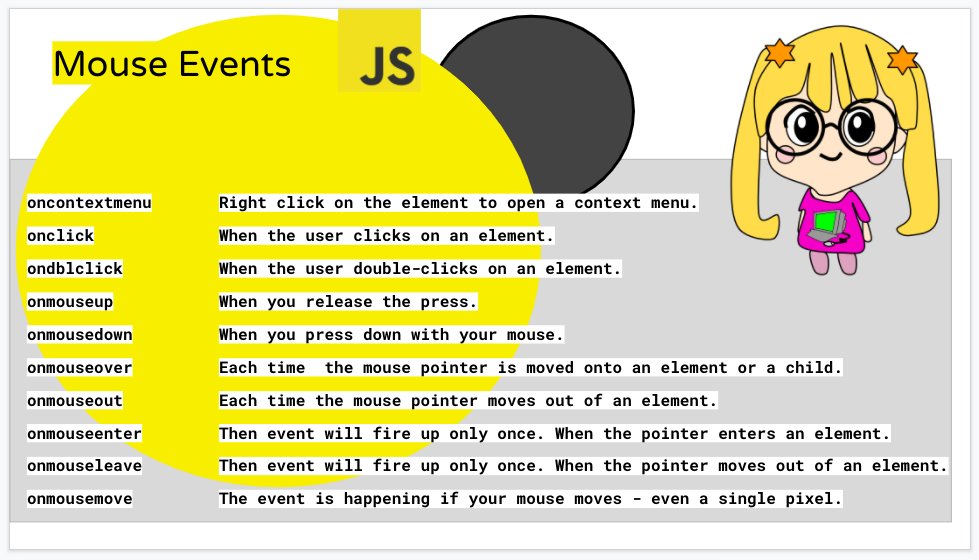 Mouse Events
JS
oncontextmenu Right click on the element to open a context menu.
onclick When the user clicks on an element.
ondblclick When the user double-clicks on an element.
onmouseup When you release the press.
onmousedown When you press down with your mouse.
onmouseover Each time  the mouse pointer is moved onto an element or a child.
onmouseout Each time the mouse pointer moves out of an element.
onmouseenter Then event will fire up only once. When the pointer enters an element.
onmouseleave Then event will fire up only once. When the pointer moves out of an element.
onmousemove The event is happening if your mouse moves - even a single pixel.